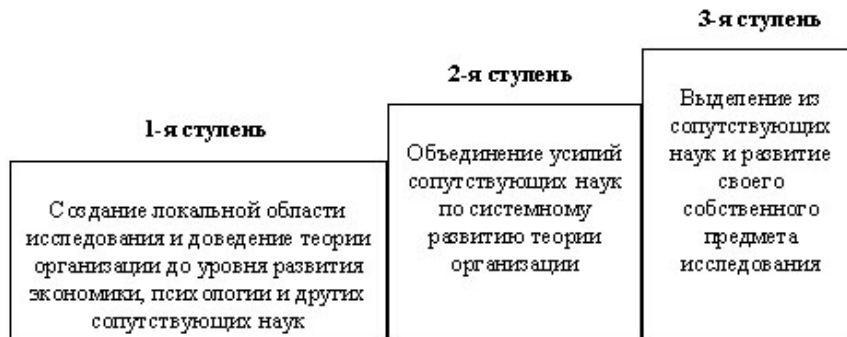 1-я ступень
Создание локальной области
исследования и доведение теории
организации до уровня развития
экономики, психологии и других
сопутствующих наук
2-я ступень
Объединение усилий
сопутствующих наук
по системному
развитию теории
организации
3-я ступень
Выделение из
сопутствующих
наук и развитие
своего
собственного
предмета
исследования